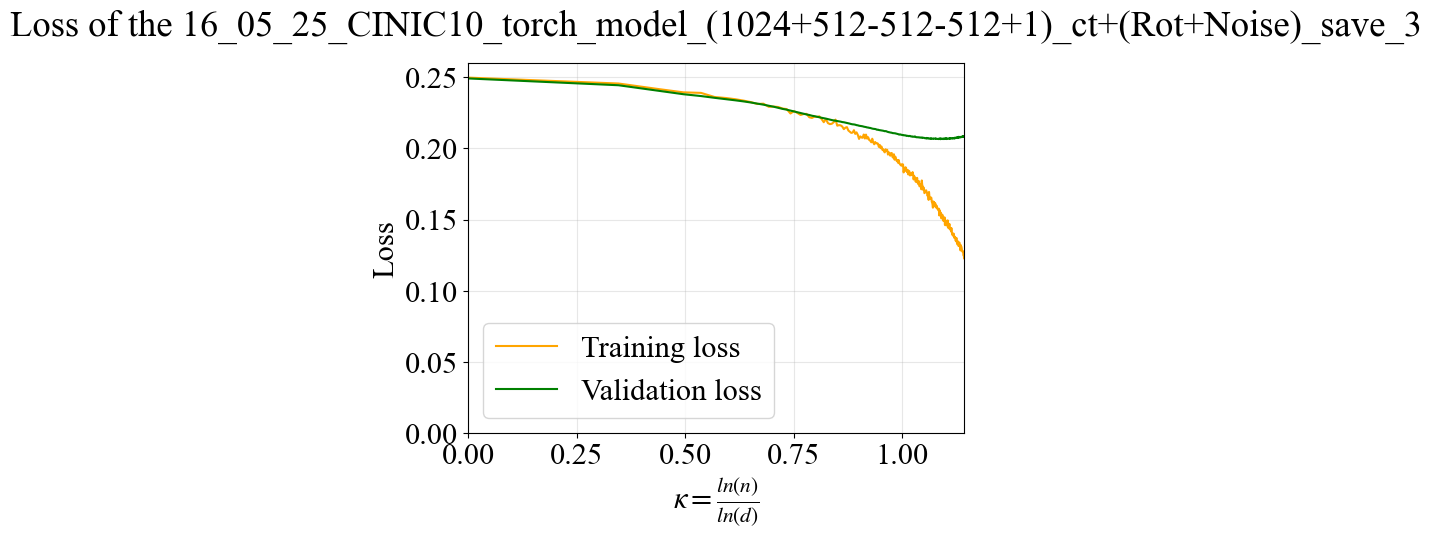 Loss of the 16_05_25_CINIC10_torch_model_(1024+512-512-512+1)_ct+(Rot+Noise)_save_3
0.25
0.20
0.15
0.10
0.05
0.00
Loss
Training loss
Validation loss
0.00 0.25 0.50 0.75 1.00
κ = ln(n)/ln(d)